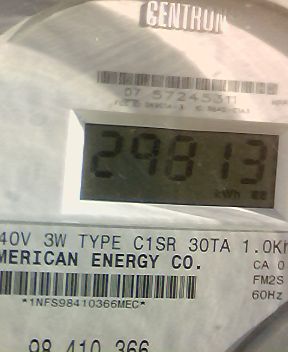 CENTRON
07 57245311
29813
kWh
40V 3W TYPE C1SR 30TA 1.0Kh
MERICAN ENERGY CO.
CA 0
FM2S
*1NFS98410366MEC*
60Hz
98 410 366